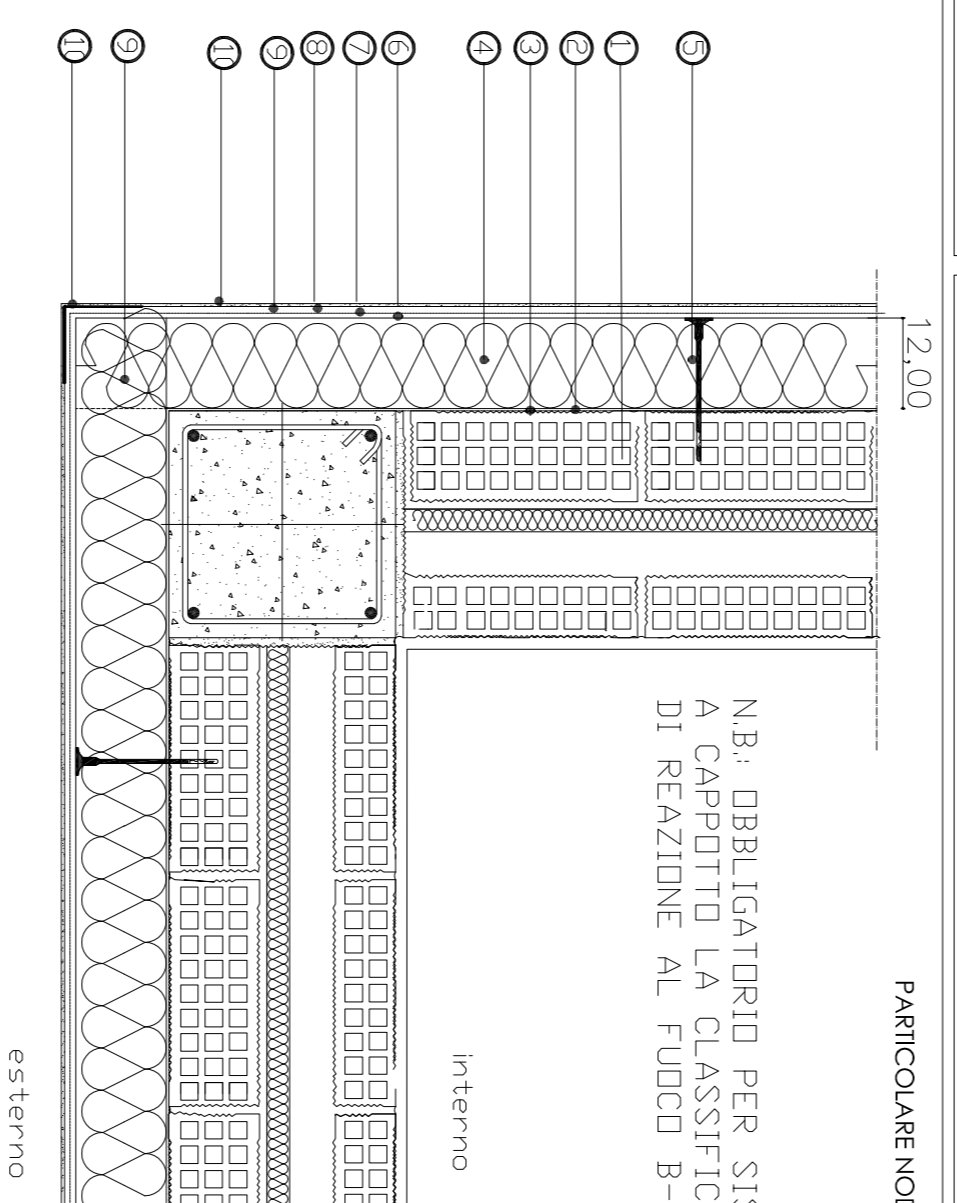 PARTICOLARE
12,00
N.B.: OBBLIGATORIO PER SIS
A CAPPOTTO LA CLASSIFIC
DI REAZIONE AL FUOCO B-
5
1
2
3
4
6
7
8
9
10
9
10
interno
esterno